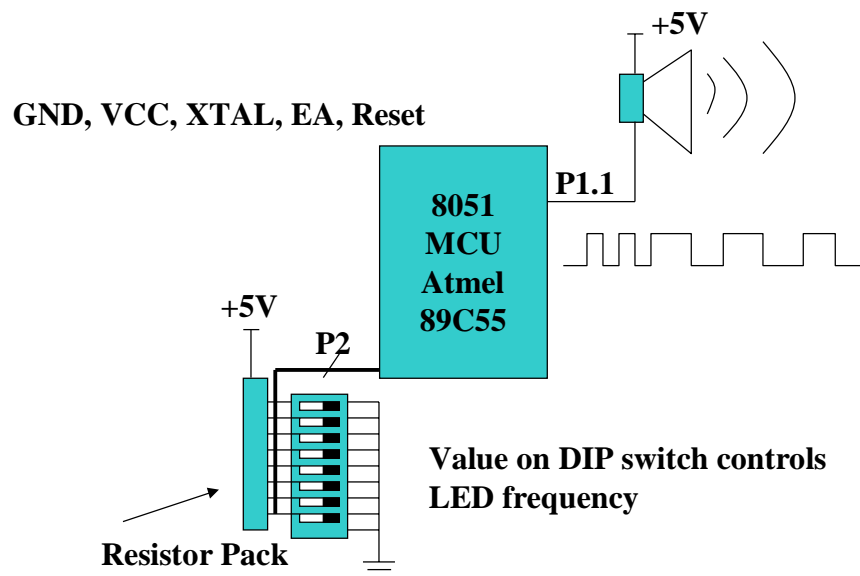 +5V
GND, VCC, XTAL, EA, Reset
P1.1
8051
MCU
Atmel
89C55
+5V
P2
Value on DIP switch controls
LED frequency
Resistor Pack